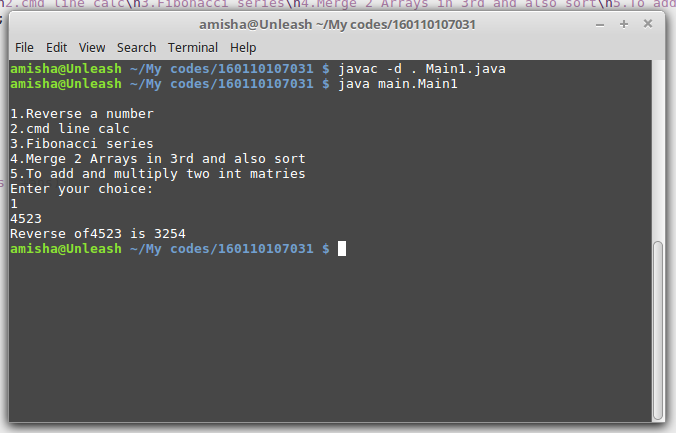 n2.cmd line calc\n3.Fibonacci series\n4.Merge 2 Arrays in 3rd and also sort\n5.To add
amisha@Unleash ~/My codes/160110107031
File Edit View Search Terminal Help
amisha@Unleash ~/My codes/160110107031 $ javac -d . Main1.java
amisha@Unleash ~/My codes/160110107031 $ java main.Main1
1.Reverse a number
2.cmd line calc
3.Fibonacci series
4.Merge 2 Arrays in 3rd and also sort
5.To add and multiply two int matries
Enter your choice:
1
4523
Reverse of4523 is 3254
amisha@Unleash ~/My codes/160110107031 $